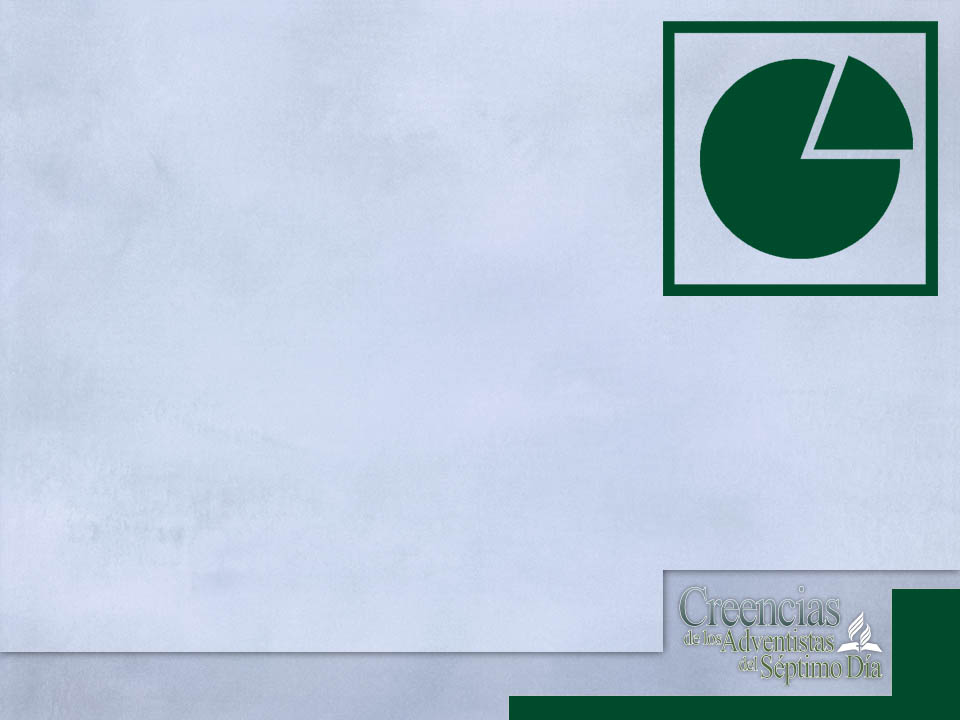 Creencias
de los Adventistas
del Séptimo Día